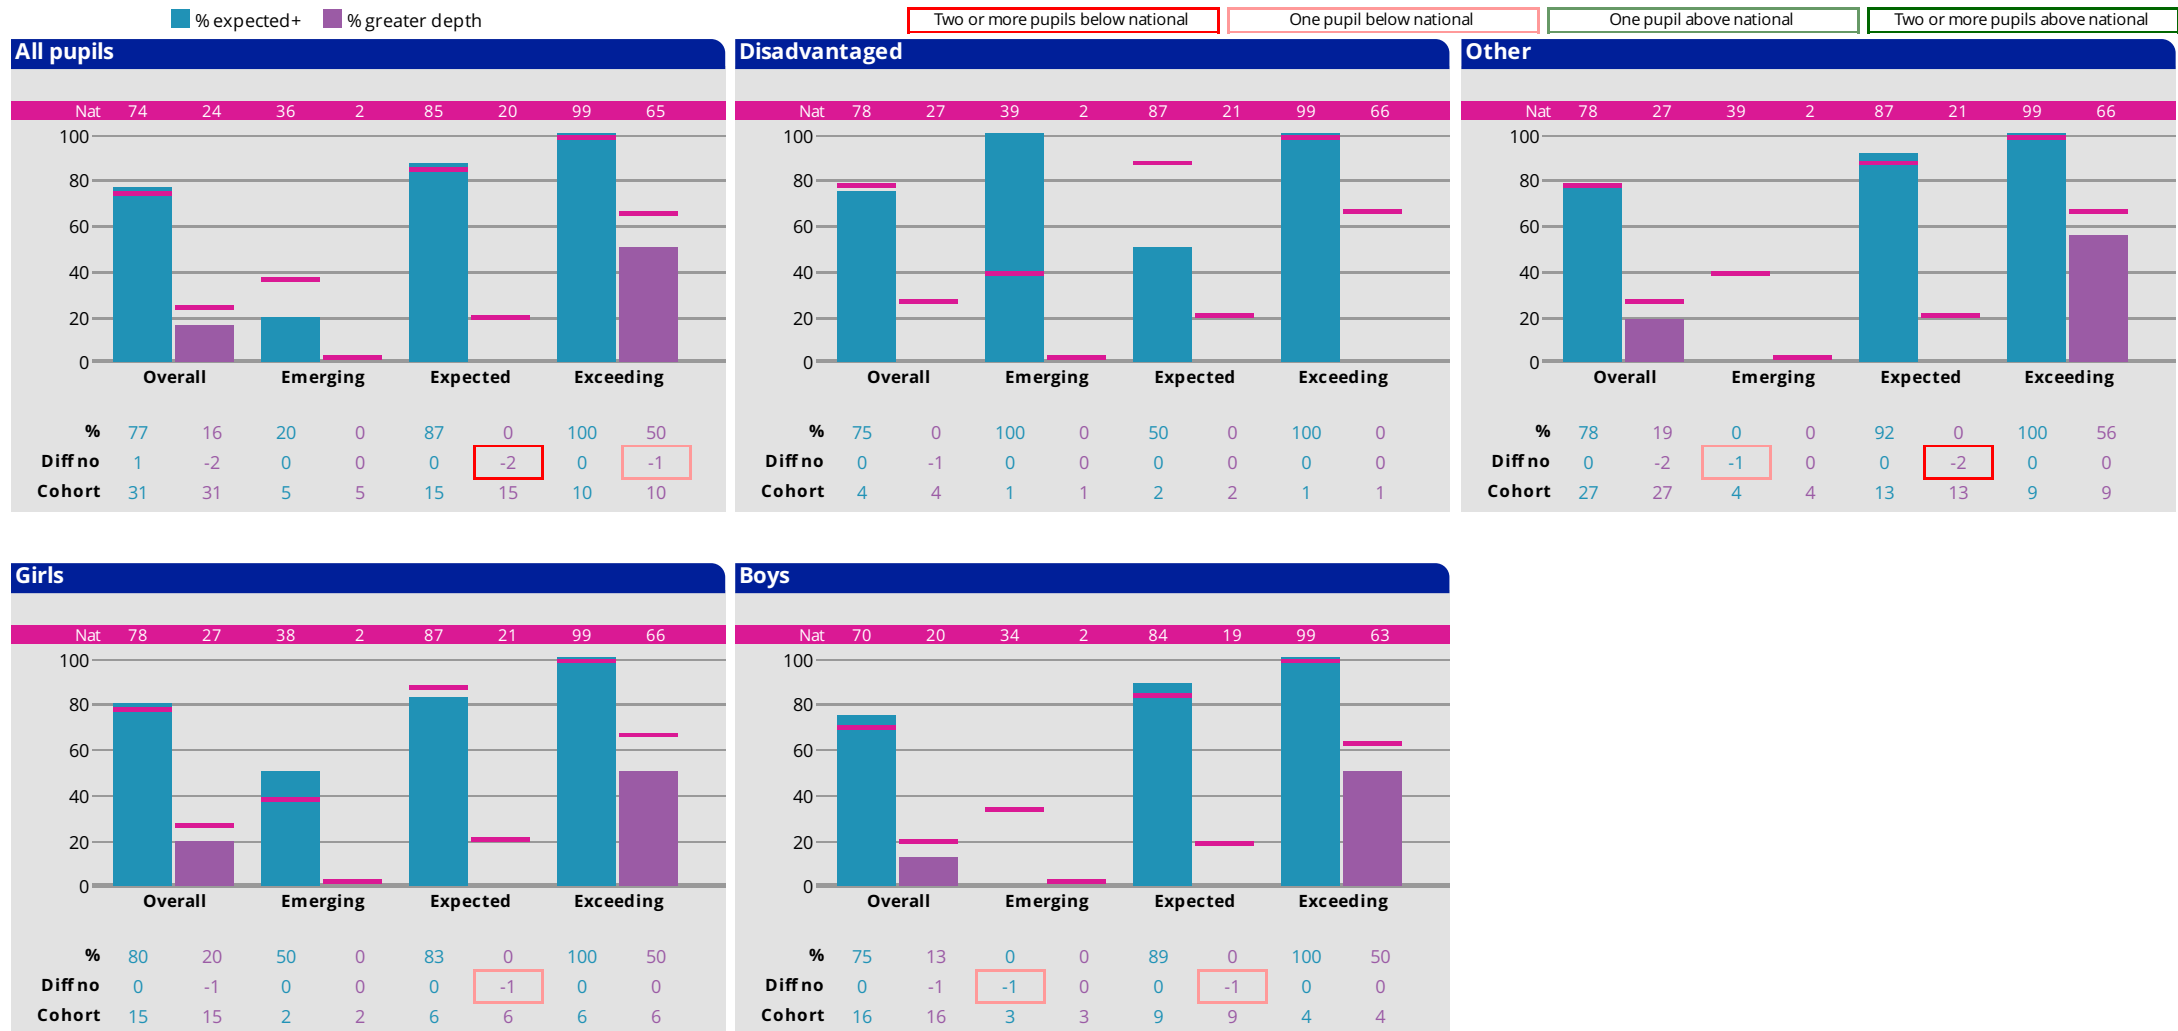 % expected+ % greater depth Two or more pupils below national One pupil below national One pupil above national Two or more pupils above national
All pupils
Nat 74 24 36 2 85 20 99 65
100
80
60
40
20
0
Overall Emerging Expected Exceeding
% 77 16 20 0 87 0 100 50
Diff no 1 -2 0 0 0 -2 0 -1
Cohort 31 31 5 5 15 15 10 10
Disadvantaged
Nat 78 27 39 2 87 21 99 66
100
80
60
40
20
0
Overall Emerging Expected Exceeding
% 75 0 100 0 50 0 100 0
Diff no 0 -1 0 0 0 0 0 0
Cohort 4 4 1 1 2 2 1 1
Other
Nat 78 27 39 2 87 21 99 66
100
80
60
40
20
0
Overall Emerging Expected Exceeding
% 78 19 0 0 92 0 100 56
Diff no 0 -2 -1 0 0 -2 0 0
Cohort 27 27 4 4 13 13 9 9
Girls
Nat 78 27 38 2 87 21 99 66
100
80
60
40
20
0
Overall Emerging Expected Exceeding
% 80 20 50 0 83 0 100 50
Diff no 0 -1 0 0 0 -1 0 0
Cohort 15 15 2 2 6 6 6 6
Boys
Nat 70 20 34 2 84 19 99 63
100
80
60
40
20
0
Overall Emerging Expected Exceeding
% 75 13 0 0 89 0 100 50
Diff no 0 -1 -1 0 0 -1 0 0
Cohort 16 16 3 3 9 9 4 4